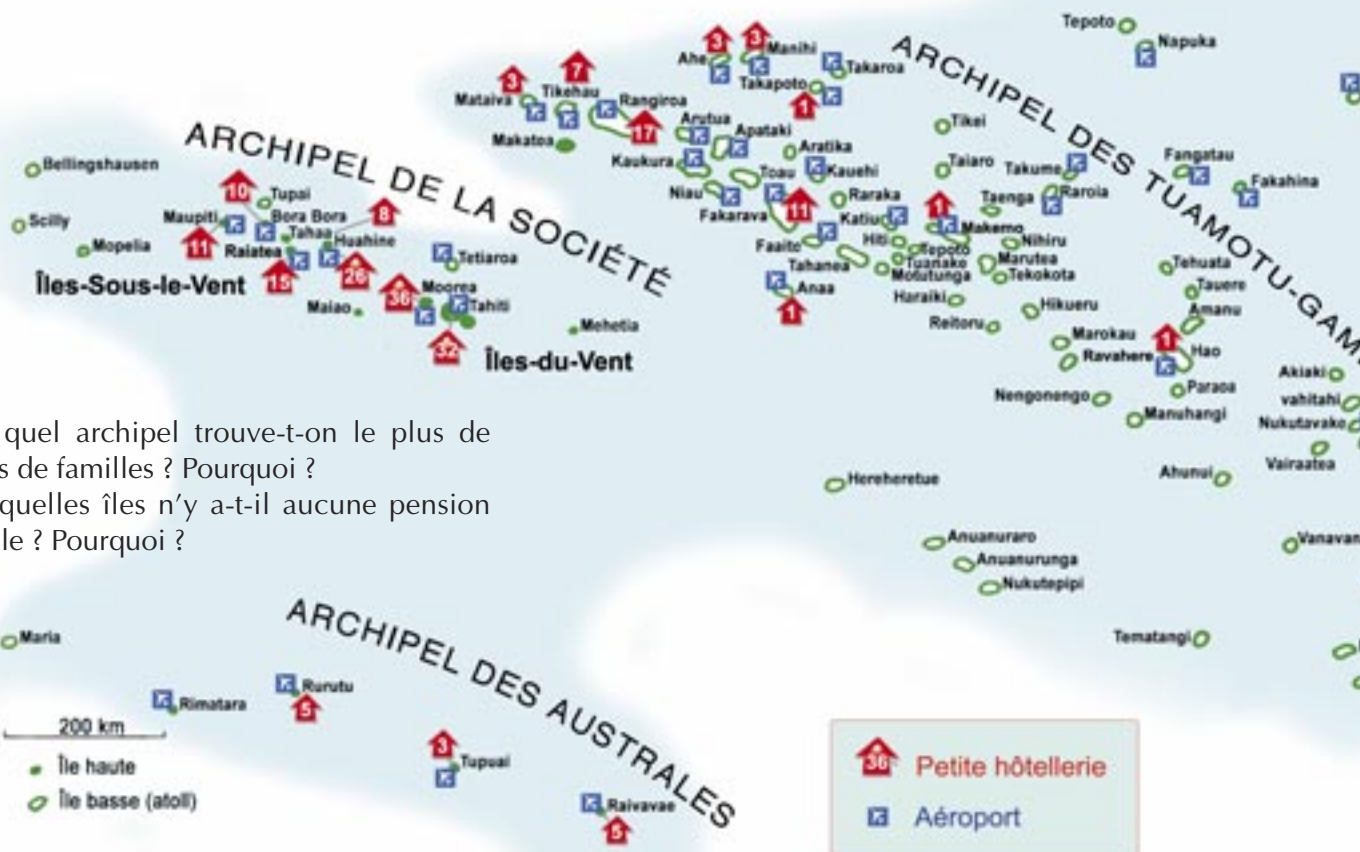 Tepoto
Napuka
3
3
Manihi
Ahe
Takaroa
Takapoto
1
ARCHIPEL DES TUAMOTU-GAM
3
7
Mataiva
Tikehau
Rangiroa
17
Makatea
Arutua
Apataki
Kaukura
Aratika
Toau
Kauehi
Niau
Fakarava
11
Raraka
Katiu
1
Makemo
Faaite
Hiti
Tepoto
Tuanake
Motutunga
Tahanea
Anaa
1
Haraiki
Reitoru
Tikei
Taiaro
Takume
Taenga
Raroia
Nihiru
Marutea
Tekokota
Hikueru
Marokau
Ravahere
Nengonengo
Fangatau
Fakahina
Tehuata
Tauere
Amanu
1
Hao
Paraoa
Manuhangi
Akiaki
vahitahi
Nukutavake
Vairaatea
Ahunui
Vanavan
ARCHIPEL DE LA SOCIÉTÉ
Bellingshausen
Scilly
Mopelia
10
Tupai
Maupiti
Bora Bora
8
11
Tahaa
Huahine
Raiatea
15
26
36
Îles-Sous-le-Vent
Maiao
Moorea
Tetiaroa
Tahiti
32
Mehetia
Îles-du-Vent
quel archipel trouve-t-on le plus de
s de familles ? Pourquoi ?
quelles îles n'y a-t-il aucune pension
le ? Pourquoi ?
Hereheretue
Anuanuraro
Anuanurunga
Nukutepipi
Tematangi
ARCHIPEL DES AUSTRALES
Maria
Rimatara
Rurutu
5
3
Tupuai
Raivavae
5
200 km
Île haute
Île basse (atoll)
36 Petite hôtellerie
Aéroport